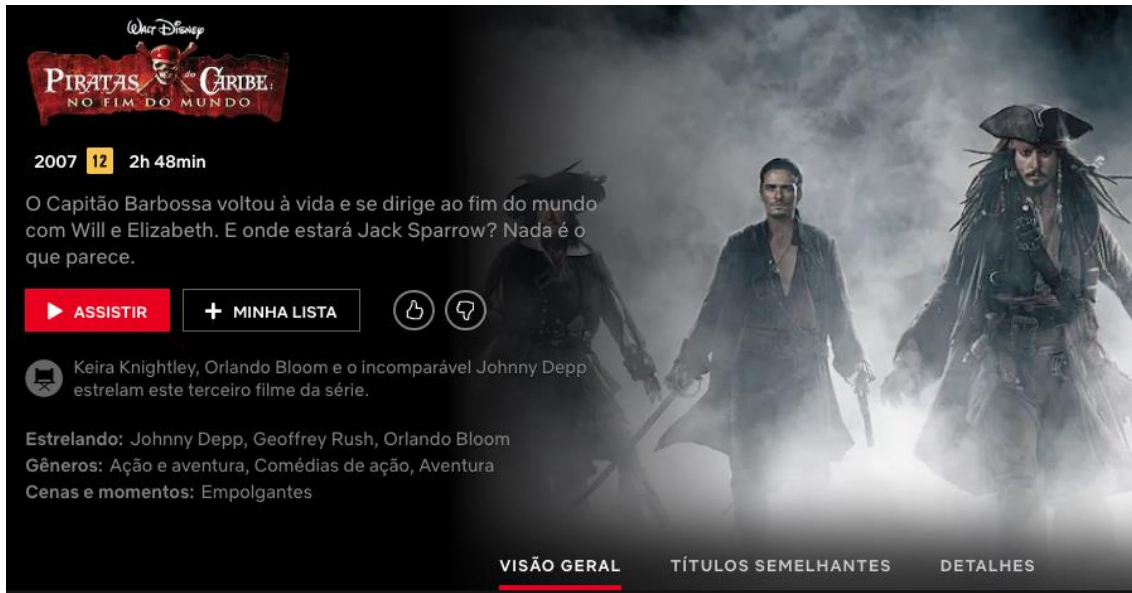 Walt Disney
PIRATAS do CARIBE:
NO FIM DO MUNDO
2007 12 2h 48min
O Capitão Barbossa voltou à vida e se dirige ao fim do mundo
com Will e Elizabeth. E onde estará Jack Sparrow? Nada é o
que parece.
ASSISTIR + MINHA LISTA
Keira Knightley, Orlando Bloom e o incomparável Johnny Depp
estrelam este terceiro filme da série.
Estrelando: Johnny Depp, Geoffrey Rush, Orlando Bloom
Gêneros: Ação e aventura, Comédias de ação, Aventura
Cenas e momentos: Empolgantes
VISÃO GERAL TÍTULOS SEMELHANTES DETALHES